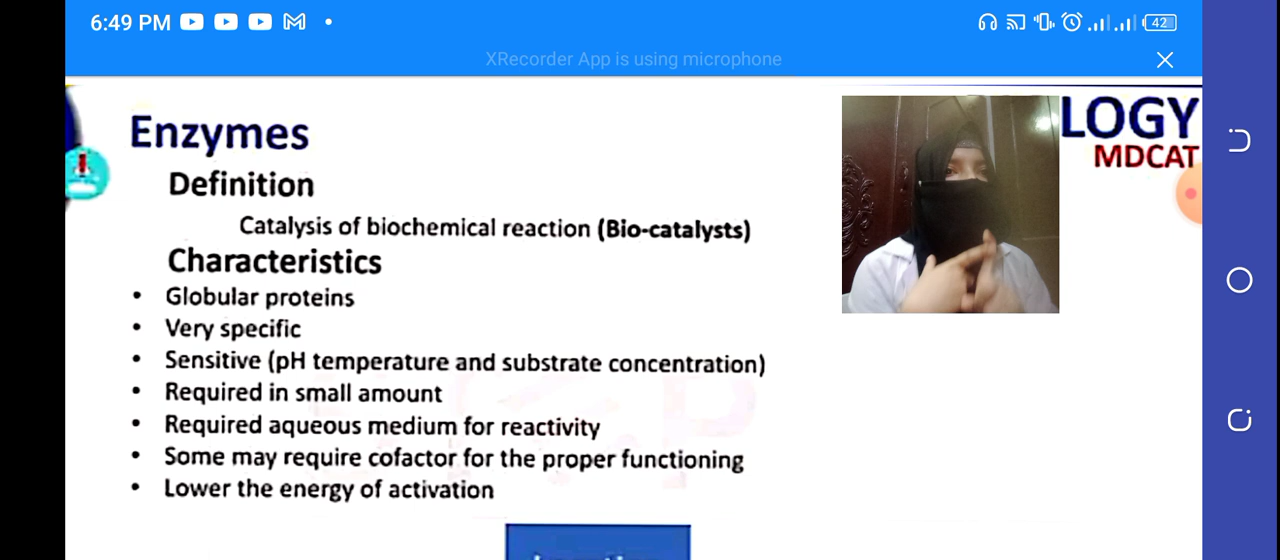 6:49 PM
42
XRecorder App is using microphone
LOGY
MDCAT
Enzymes
Definition
Catalysis of biochemical reaction (Bio-catalysts)
Characteristics
• Globular proteins
• Very specific
• Sensitive (pH temperature and substrate concentration)
• Required in small amount
• Required aqueous medium for reactivity
• Some may require cofactor for the proper functioning
• Lower the energy of activation